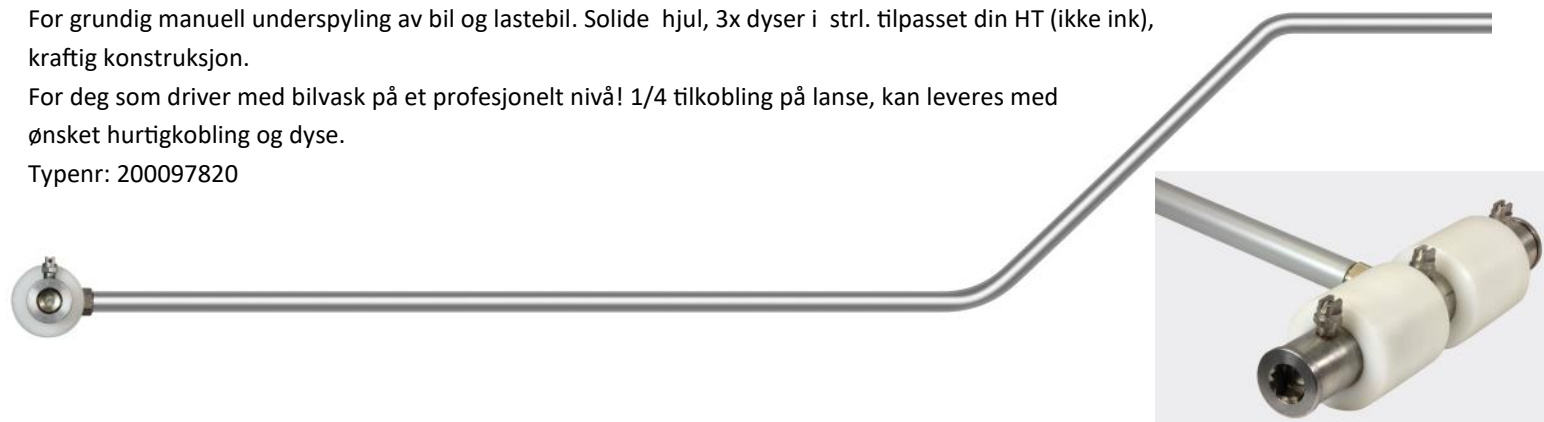 For grundig manuell underspyling av bil og lastebil. Solide  hjul, 3x dyser i  strl. tilpasset din HT (ikke ink),
kraftig konstruksjon.
For deg som driver med bilvask på et profesjonelt nivå! 1/4 tilkobling på lanse, kan leveres med
ønsket hurtigkobling og dyse.
Typenr: 200097820